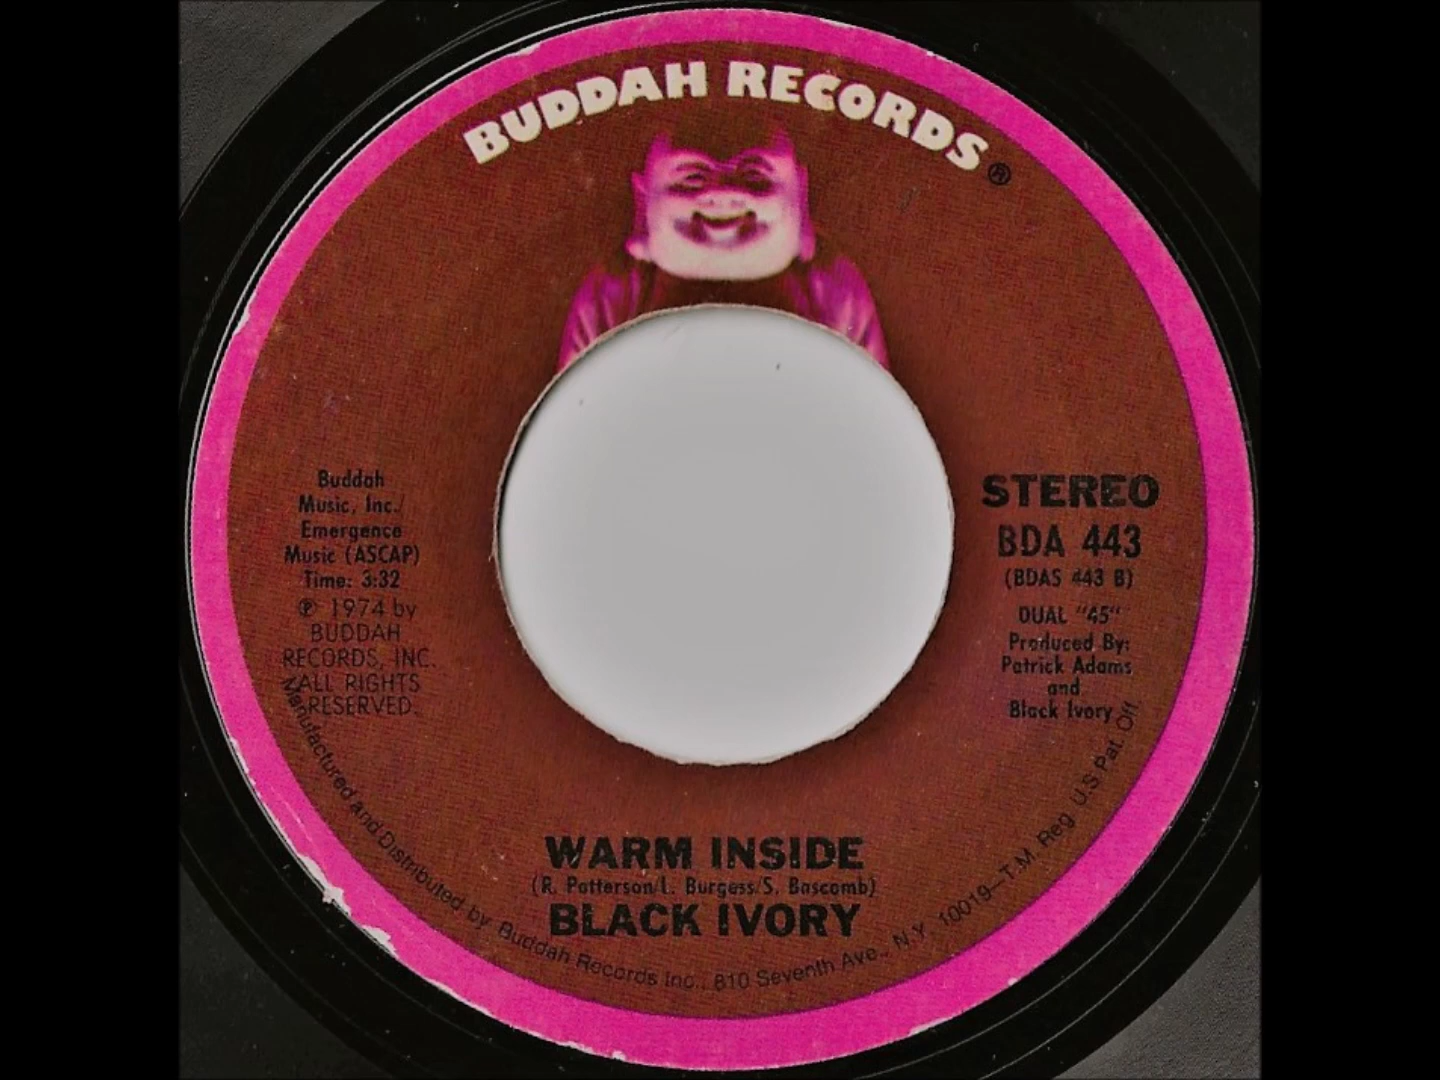 BUDDAH RECORDS®
Buddah
Music, Inc./
Emergence
Music (ASCAP)
Time: 3:32
℗ 1974 by
BUDDAH
RECORDS, INC.
ALL RIGHTS
RESERVED.
STEREO
BDA 443
(BDAS 443 B)
DUAL "45"
Produced By:
Patrick Adams
and
Black Ivory
WARM INSIDE
(R. Patterson/L. Burgess/S. Bascomb)
BLACK IVORY
Manufactured and Distributed by Buddah Records Inc., 810 Seventh Ave., N.Y. 10019—T.M. Reg U.S Pat. Off.